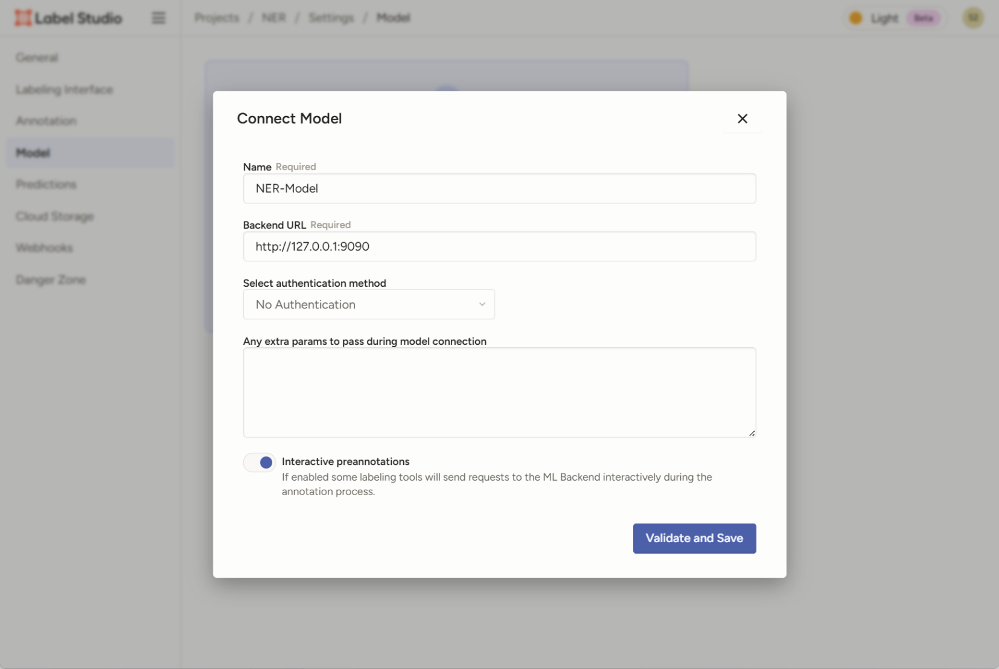 Label Studio
Projects / NER / Settings / Model
Light Beta
52
General
Labeling Interface
Annotation
Model
Predictions
Cloud Storage
Webhooks
Danger Zone
Connect Model
Name Required
NER-Model
Backend URL Required
http://127.0.0.1:9090
Select authentication method
No Authentication
Any extra params to pass during model connection
Interactive preannotations
If enabled some labeling tools will send requests to the ML Backend interactively during the
annotation process.
Validate and Save